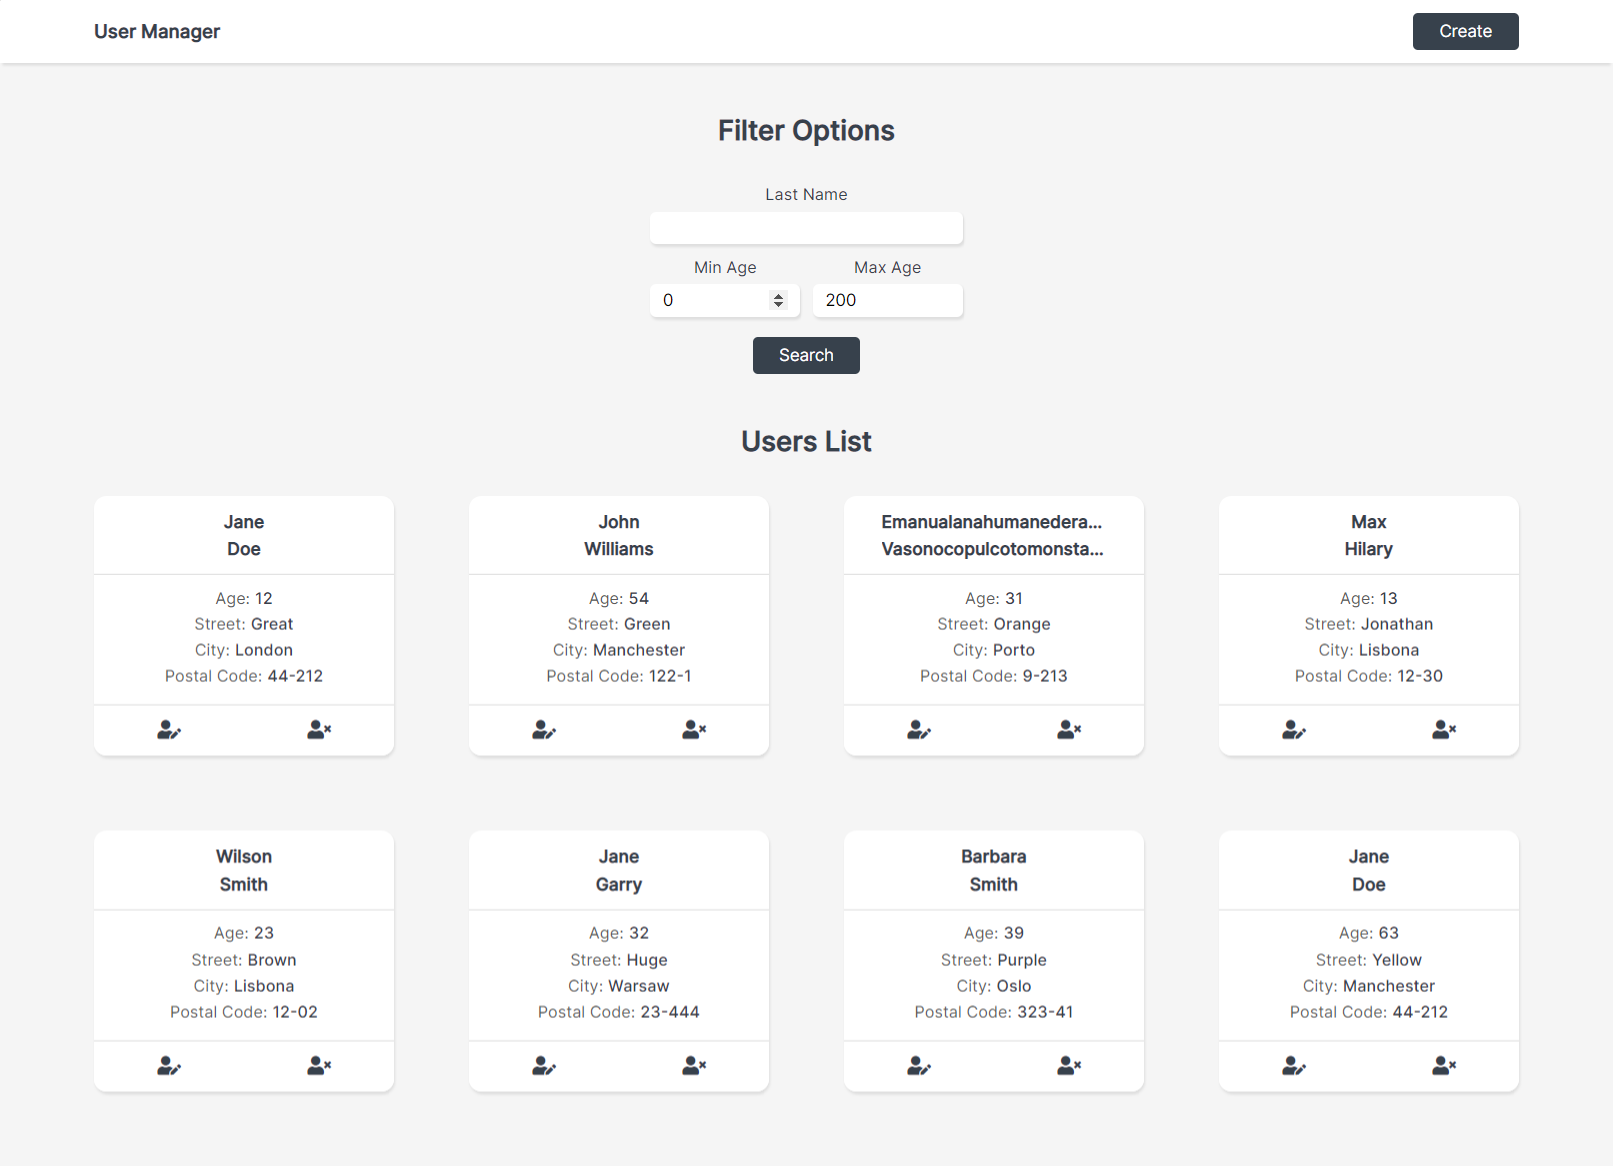 User Manager
Create
Filter Options
Last Name
Min Age
Max Age
0
200
Search
Users List
Jane
Doe
Age: 12
Street: Great
City: London
Postal Code: 44-212
John
Williams
Age: 54
Street: Green
City: Manchester
Postal Code: 122-1
Emanualanahumanedera...
Vasonocopulcotomonsta...
Age: 31
Street: Orange
City: Porto
Postal Code: 9-213
Max
Hilary
Age: 13
Street: Jonathan
City: Lisbona
Postal Code: 12-30
Wilson
Smith
Age: 23
Street: Brown
City: Lisbona
Postal Code: 12-02
Jane
Garry
Age: 32
Street: Huge
City: Warsaw
Postal Code: 23-444
Barbara
Smith
Age: 39
Street: Purple
City: Oslo
Postal Code: 323-41
Jane
Doe
Age: 63
Street: Yellow
City: Manchester
Postal Code: 44-212